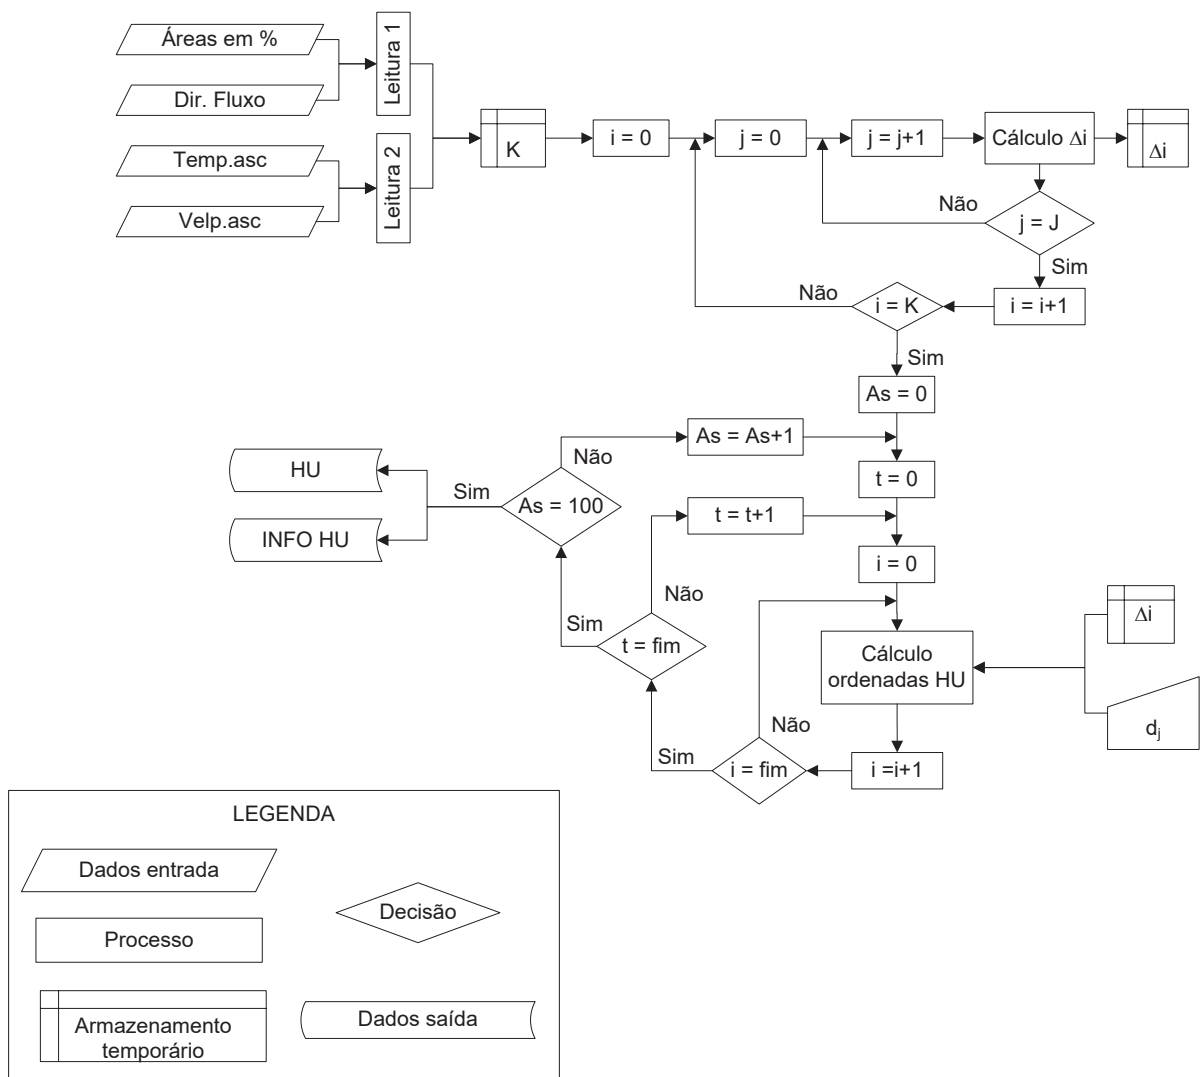 Áreas em %
Dir. Fluxo
Temp.asc
Velp.asc
Leitura 1
Leitura 2
K
i = 0
j = 0
j = j+1
Cálculo Δi
Δi
Não
j = J
Sim
i = i+1
i = K
Não
Sim
As = 0
As = As+1
Não
t = 0
HU
INFO HU
Sim
As = 100
t = t+1
i = 0
Não
Sim
t = fim
Cálculo
ordenadas HU
Δi
dj
Não
Sim
i = fim
i =i+1
LEGENDA
Dados entrada
Decisão
Processo
Armazenamento
temporário
Dados saída